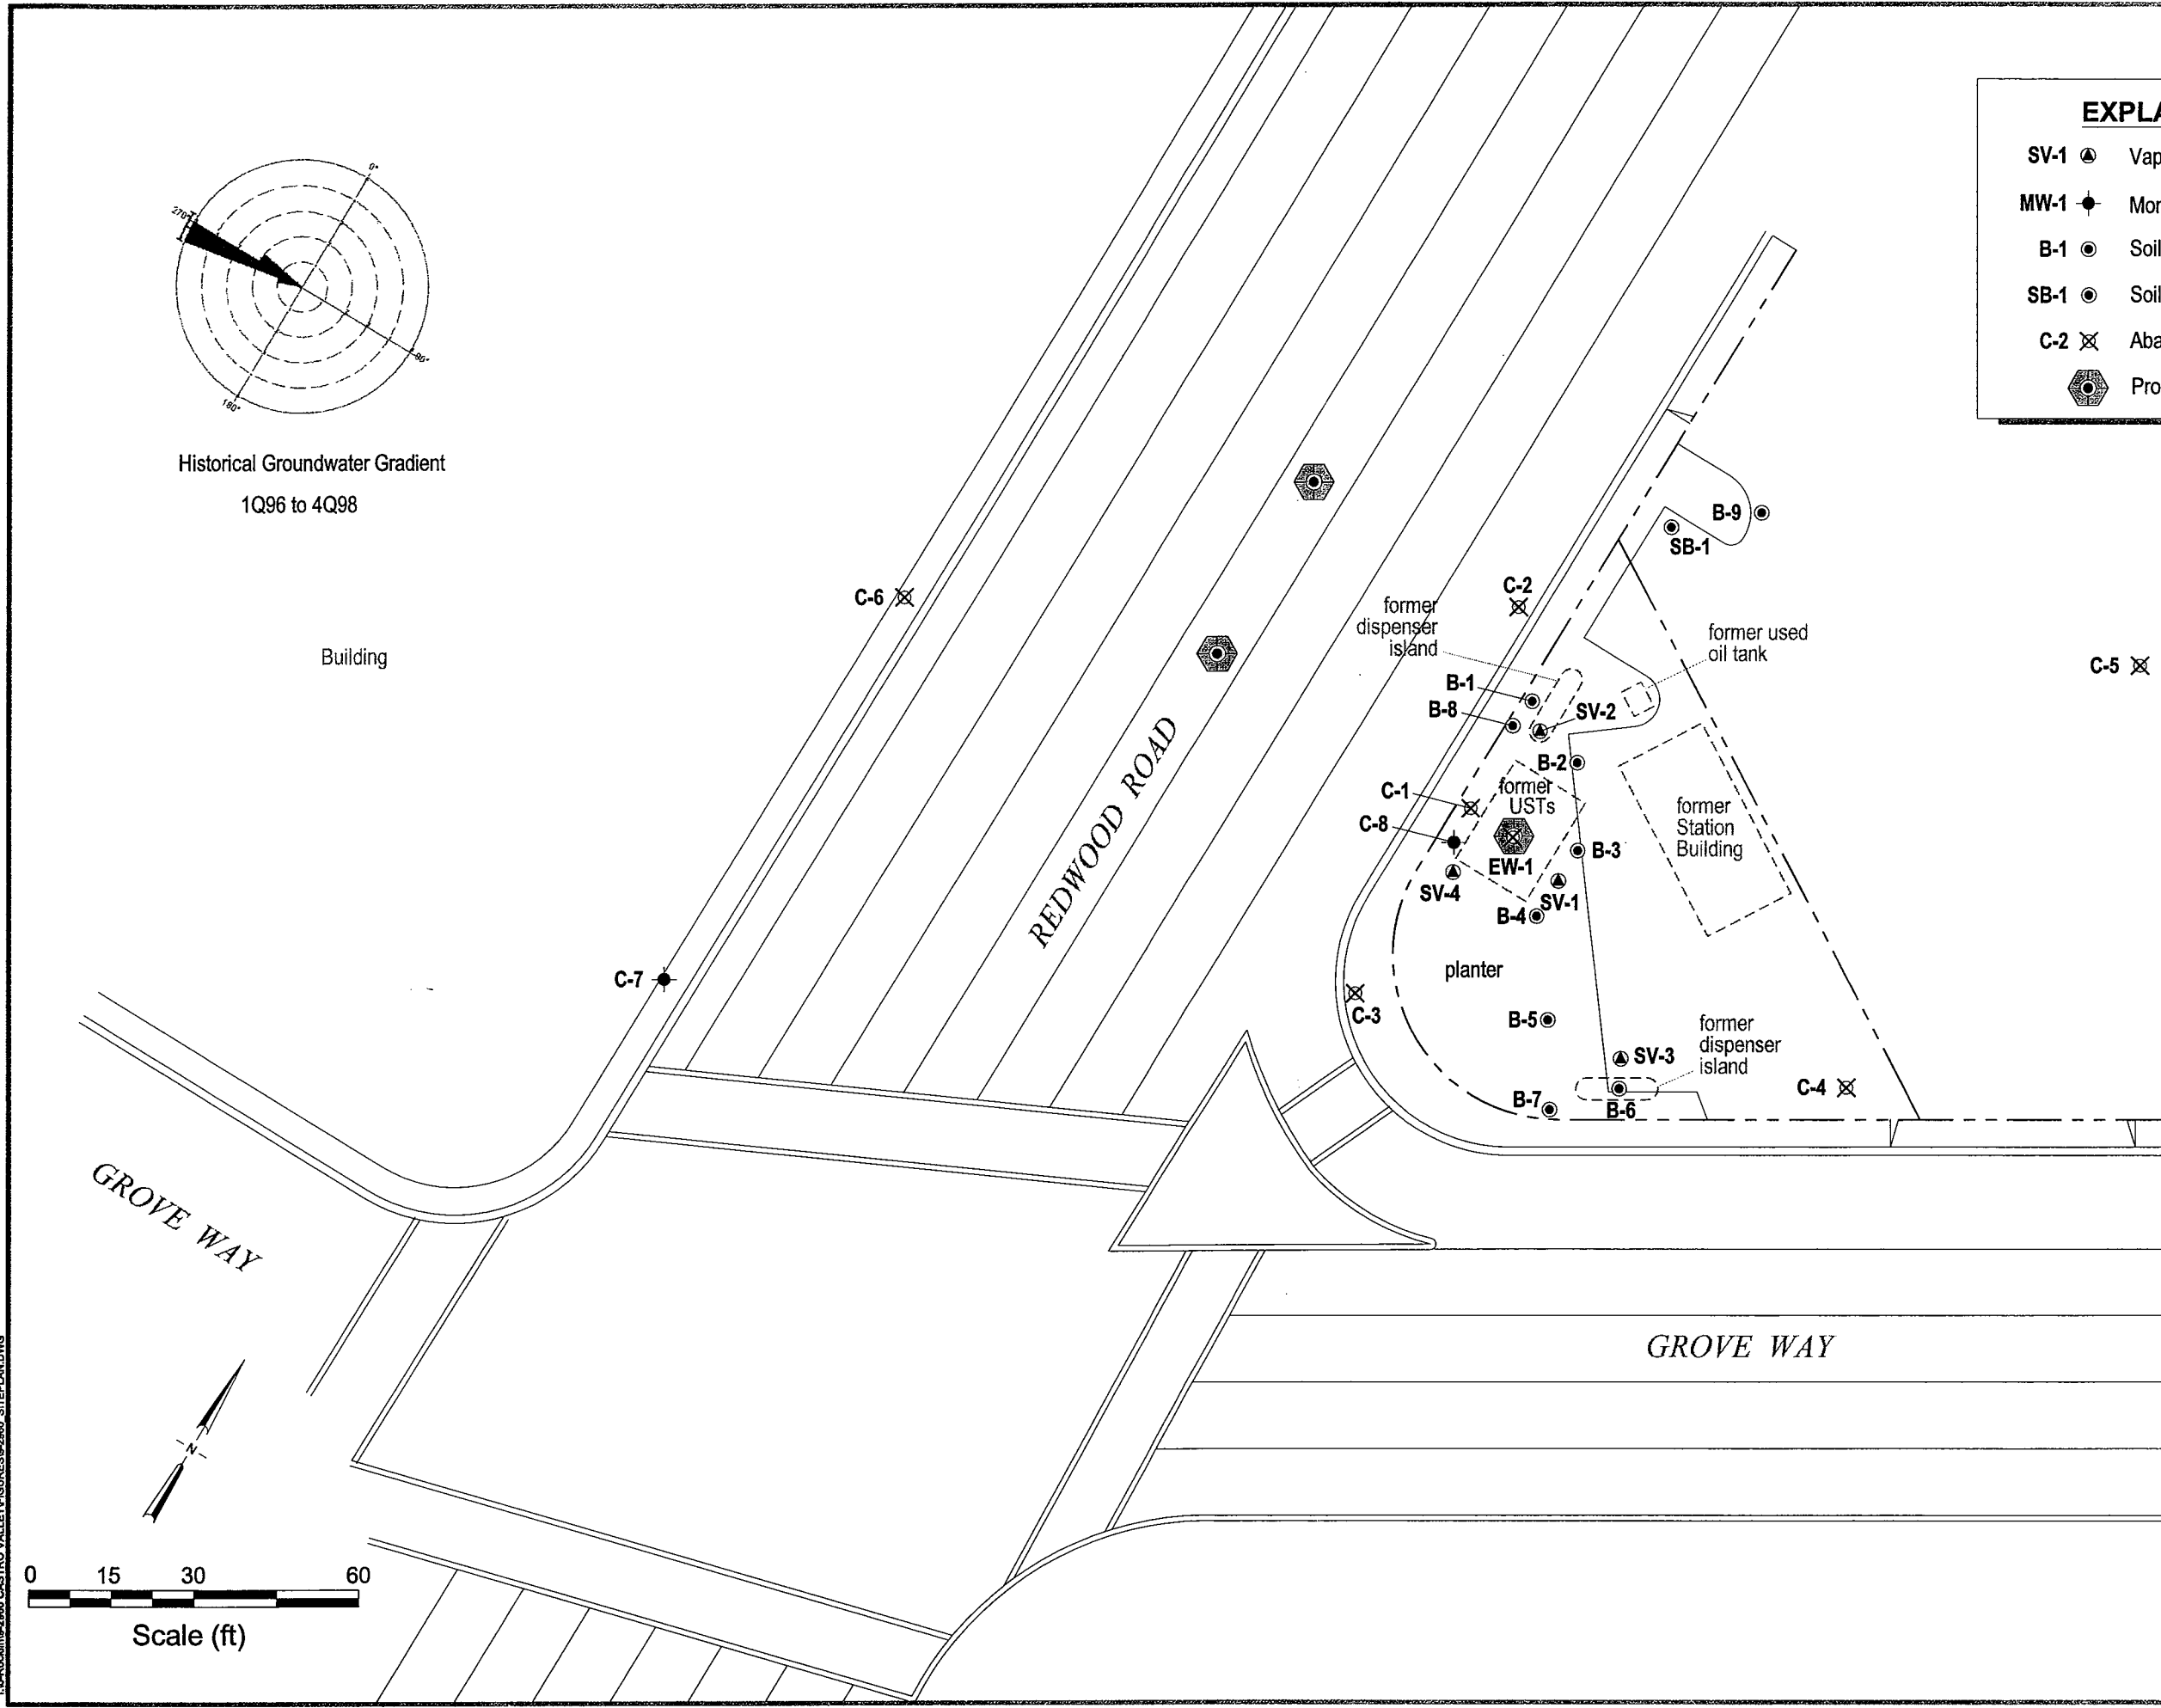 EXPLA
SV-1 Vap
MW-1 Mor
B-1 Soil
SB-1 Soil
C-2 Aba
Pro
0°
270°
90°
180°
Historical Groundwater Gradient
1Q96 to 4Q98
Building
B-9
SB-1
C-6
C-2
former
dispenser
island
former used
oil tank
C-5
B-1
B-8
SV-2
B-2
former
USTs
C-1
C-8
former
Station
Building
B-3
EW-1
SV-4
SV-1
B-4
REDWOOD ROAD
planter
C-7
C-3
B-5
former
dispenser
island
SV-3
C-4
B-7
B-6
GROVE WAY
GROVE WAY
N
0 15 30 60
Scale (ft)